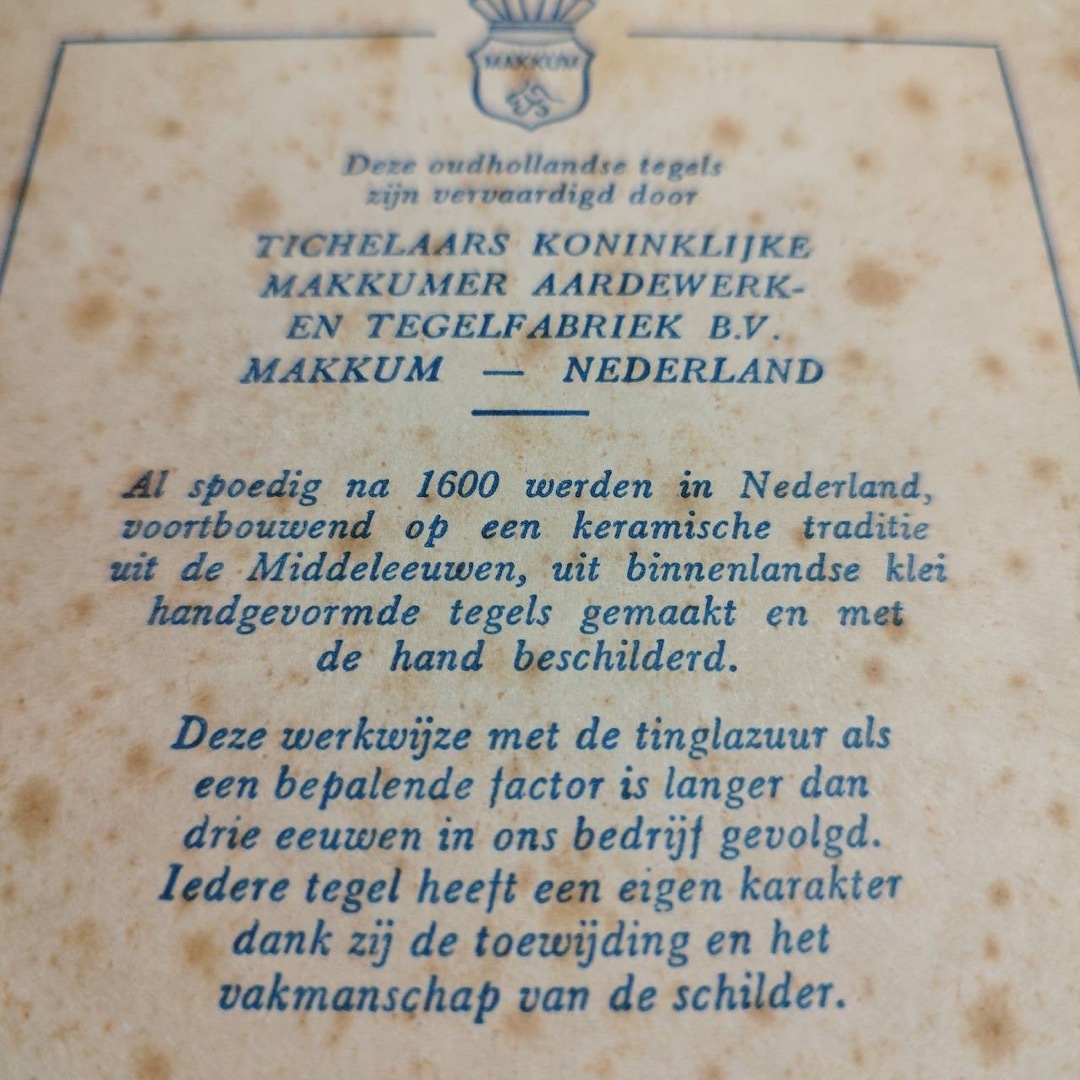 MAKKUM
Deze oudhollandse tegels
zijn vervaardigd door
TICHELAARS KONINKLIJKE
MAKKUMER AARDEWERK-
EN TEGELFABRIEK B.V.
MAKKUM — NEDERLAND
Al spoedig na 1600 werden in Nederland,
voortbouwend op een keramische traditie
uit de Middeleeuwen, uit binnenlandse klei
handgevormde tegels gemaakt en met
de hand beschilderd.
Deze werkwijze met de tinglazuur als
een bepalende factor is langer dan
drie eeuwen in ons bedrijf gevolgd.
Iedere tegel heeft een eigen karakter
dank zij de toewijding en het
vakmanschap van de schilder.